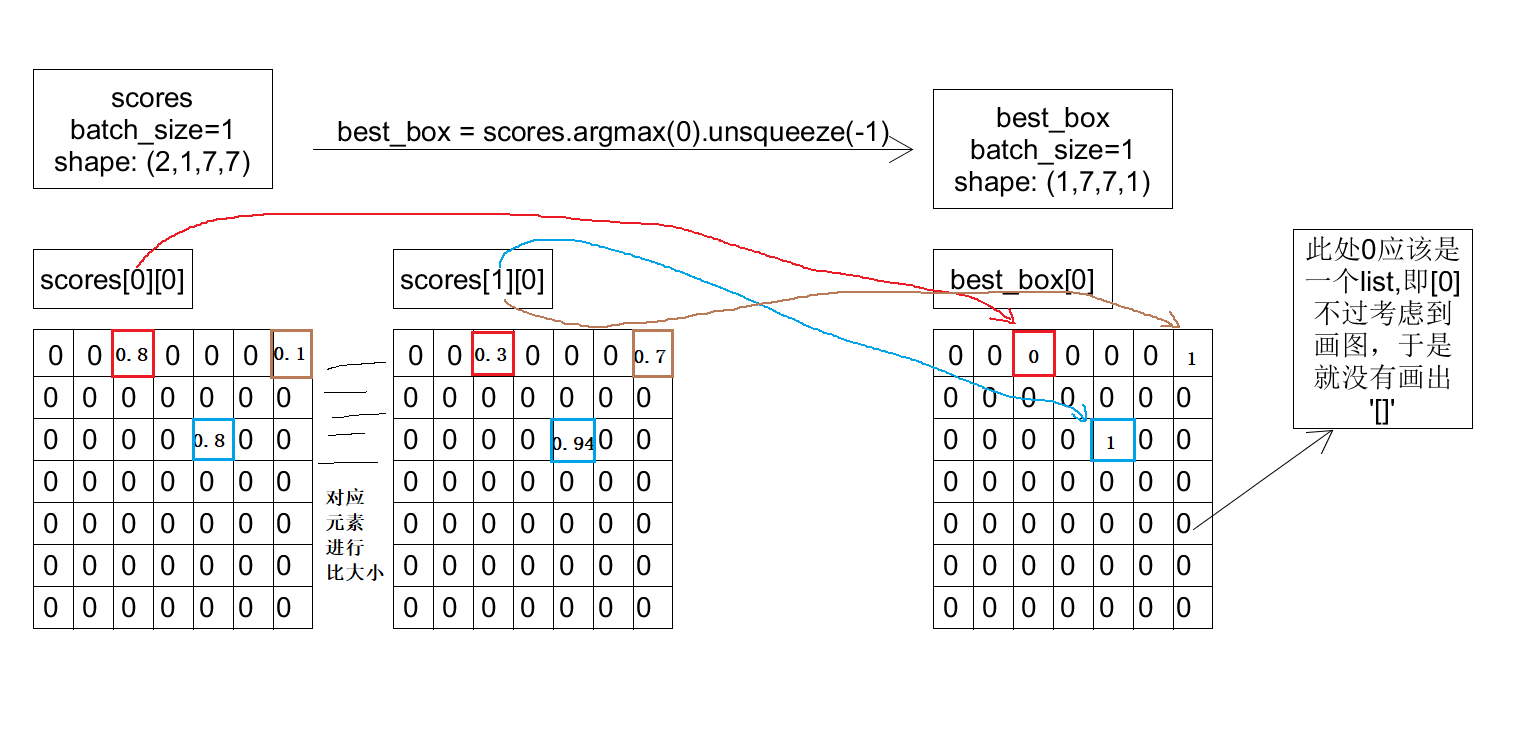 scores
batch_size=1
shape: (2,1,7,7)
best_box = scores.argmax(0).unsqueeze(-1)
best_box
batch_size=1
shape: (1,7,7,1)
scores[0][0]
scores[1][0]
best_box[0]
此处0应该是
一个list,即[0]
不过考虑到
画图，于是
就没有画出
'[]'
0 0 0.8 0 0 0 0.1
0 0 0 0 0 0 0
0 0 0 0 0.8 0 0
0 0 0 0 0 0 0
0 0 0 0 0 0 0
0 0 0 0 0 0 0
0 0 0 0 0 0 0
对应
元素
进行
比大小
0 0 0.3 0 0 0 0.7
0 0 0 0 0 0 0
0 0 0 0 0.94 0 0
0 0 0 0 0 0 0
0 0 0 0 0 0 0
0 0 0 0 0 0 0
0 0 0 0 0 0 0
0 0 0 0 0 0 1
0 0 0 0 0 0 0
0 0 0 0 1 0 0
0 0 0 0 0 0 0
0 0 0 0 0 0 0
0 0 0 0 0 0 0
0 0 0 0 0 0 0